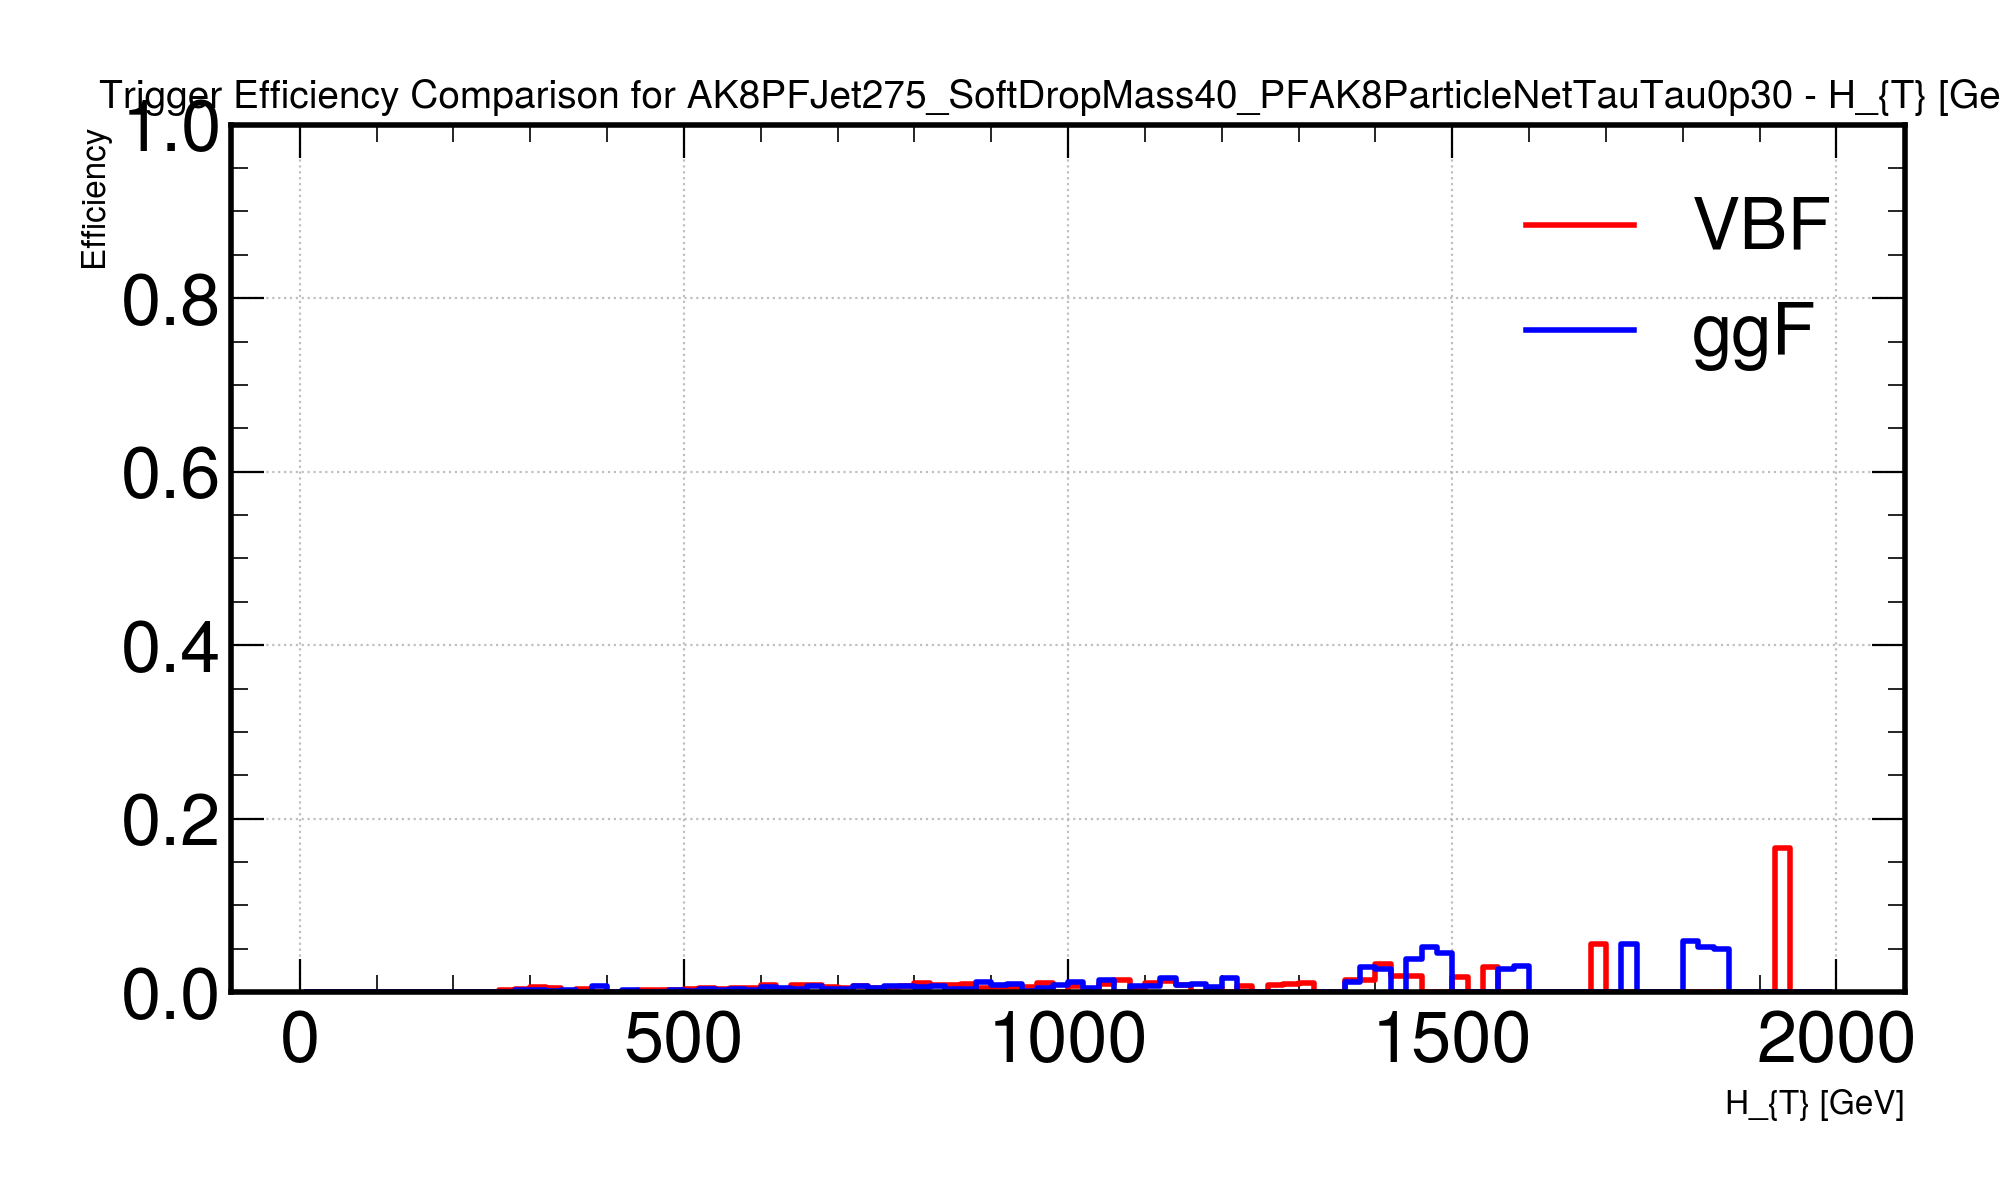 Trigger Efficiency Comparison for AK8PFJet275_SoftDropMass40_PFAK8ParticleNetTauTau0p30 - H_{T} [Ge
Efficiency
1.0
0.8
0.6
0.4
0.2
0.0
VBF
ggF
0 500 1000 1500 2000
H_{T} [GeV]